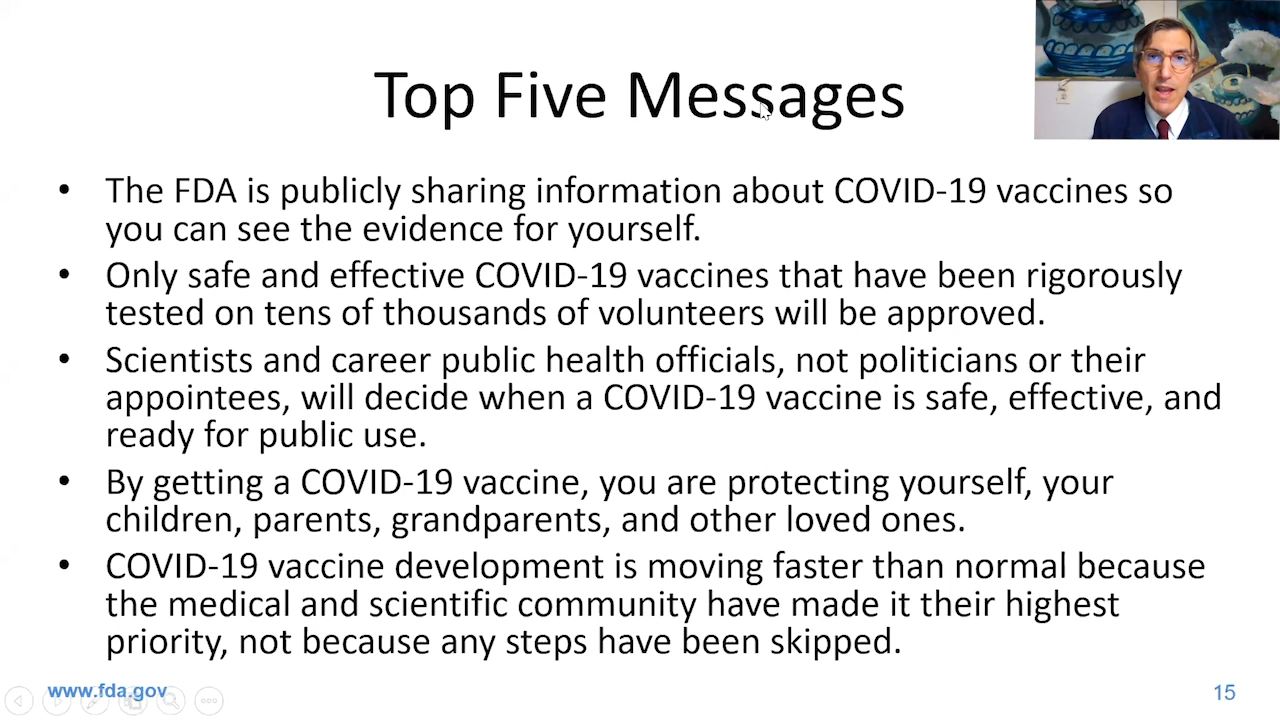 Top Five Messages
• The FDA is publicly sharing information about COVID-19 vaccines so
you can see the evidence for yourself.
• Only safe and effective COVID-19 vaccines that have been rigorously
tested on tens of thousands of volunteers will be approved.
• Scientists and career public health officials, not politicians or their
appointees, will decide when a COVID-19 vaccine is safe, effective, and
ready for public use.
• By getting a COVID-19 vaccine, you are protecting yourself, your
children, parents, grandparents, and other loved ones.
• COVID-19 vaccine development is moving faster than normal because
the medical and scientific community have made it their highest
priority, not because any steps have been skipped.
www.fda.gov
15